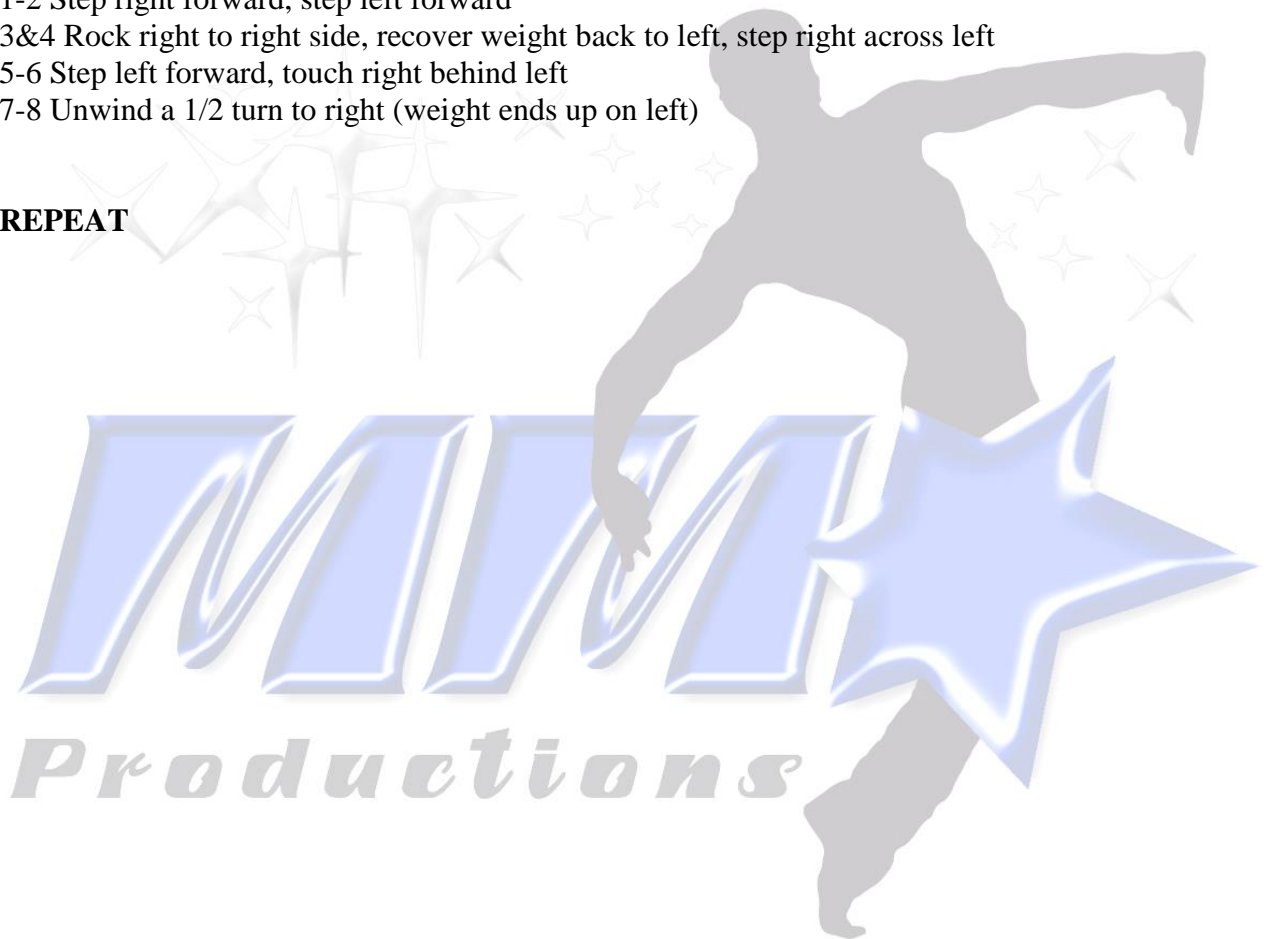 1-2 Step right forward, step left forward
3&4 Rock right to right side, recover weight back to left, step right across left
5-6 Step left forward, touch right behind left
7-8 Unwind a 1/2 turn to right (weight ends up on left)
REPEAT
MM
Productions